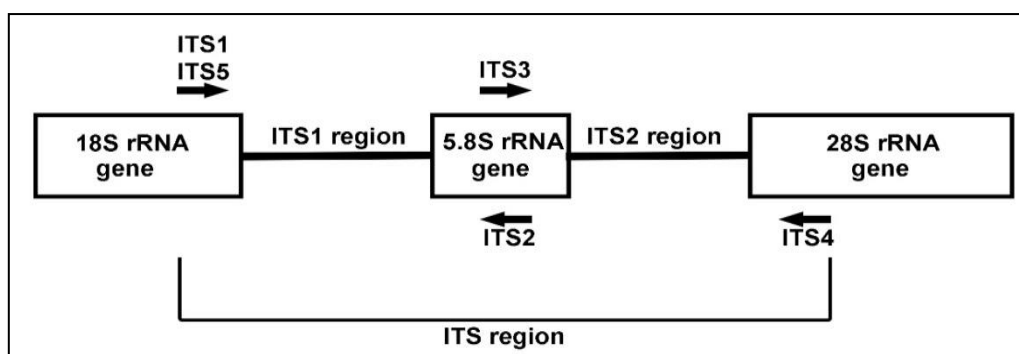 ITS1
ITS5
ITS3
18S rRNA
gene
ITS1 region
5.8S rRNA
gene
ITS2 region
28S rRNA
gene
ITS2
ITS4
ITS region